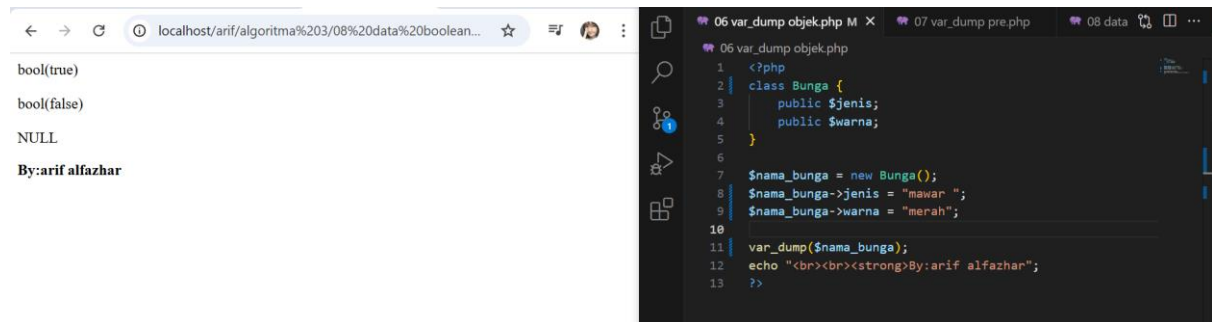 localhost/arif/algoritma%203/08%20data%20boolean...
bool(true)
bool(false)
NULL
By:arif alfazhar
06 var_dump objek.php M
07 var_dump pre.php
08 data
06 var_dump objek.php
1 <?php
2 class Bunga {
3     public $jenis;
4     public $warna;
5 }
6
7 $nama_bunga = new Bunga();
8 $nama_bunga->jenis = "mawar ";
9 $nama_bunga->warna = "merah";
10
11 var_dump($nama_bunga);
12 echo "<br><br><strong>By:arif alfazhar";
13 ?>
1